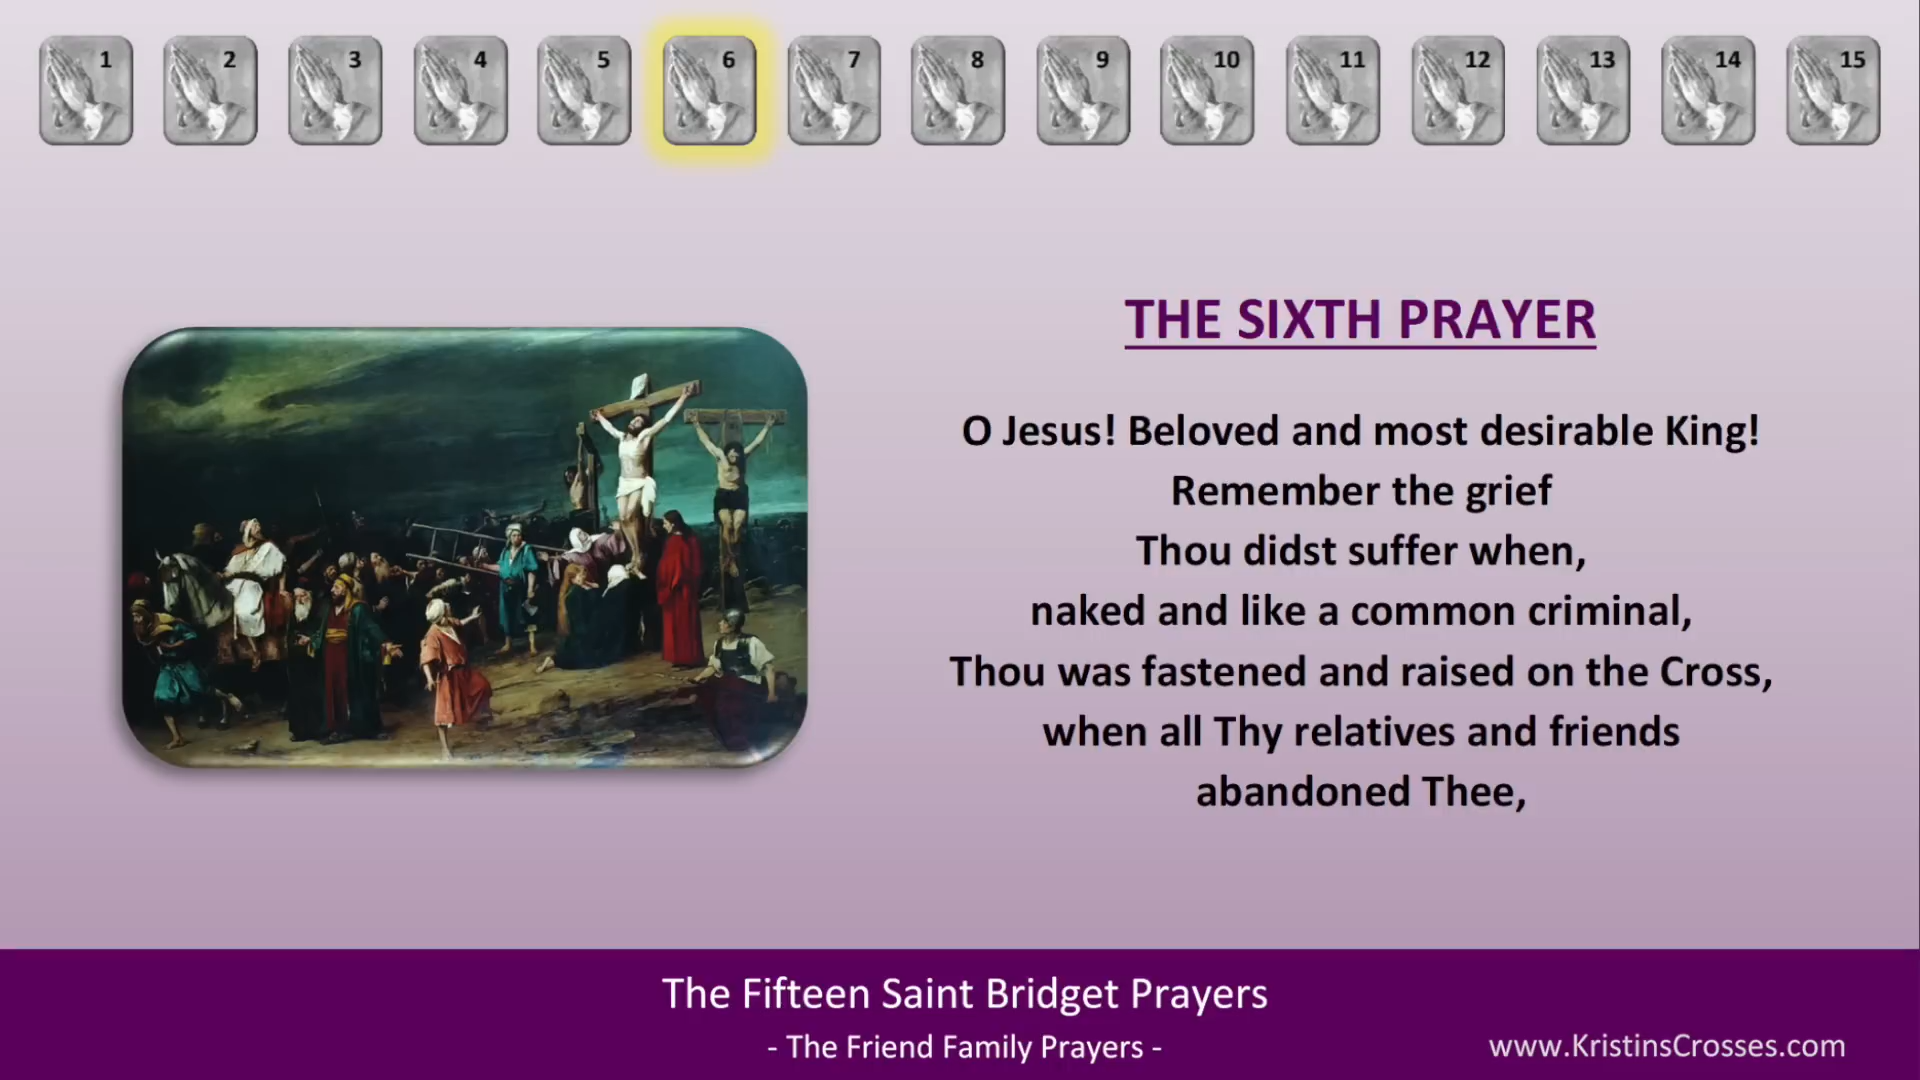 1 2 3 4 5 6 7 8 9 10 11 12 13 14 15
THE SIXTH PRAYER
O Jesus! Beloved and most desirable King!
Remember the grief
Thou didst suffer when,
naked and like a common criminal,
Thou was fastened and raised on the Cross,
when all Thy relatives and friends
abandoned Thee,
The Fifteen Saint Bridget Prayers
- The Friend Family Prayers -
www.KristinsCrosses.com